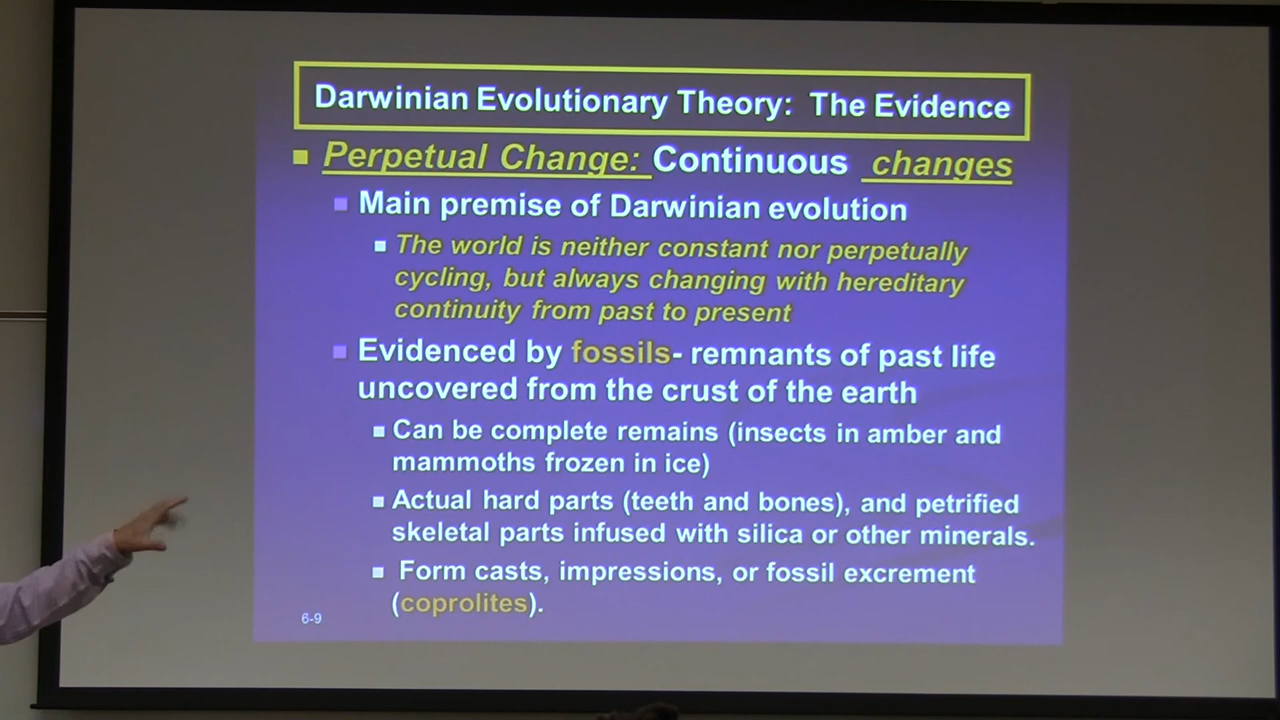 Darwinian Evolutionary Theory: The Evidence
Perpetual Change: Continuous changes
Main premise of Darwinian evolution
The world is neither constant nor perpetually
cycling, but always changing with hereditary
continuity from past to present
Evidenced by fossils- remnants of past life
uncovered from the crust of the earth
Can be complete remains (insects in amber and
mammoths frozen in ice)
Actual hard parts (teeth and bones), and petrified
skeletal parts infused with silica or other minerals.
Form casts, impressions, or fossil excrement
(coprolites).
6-9